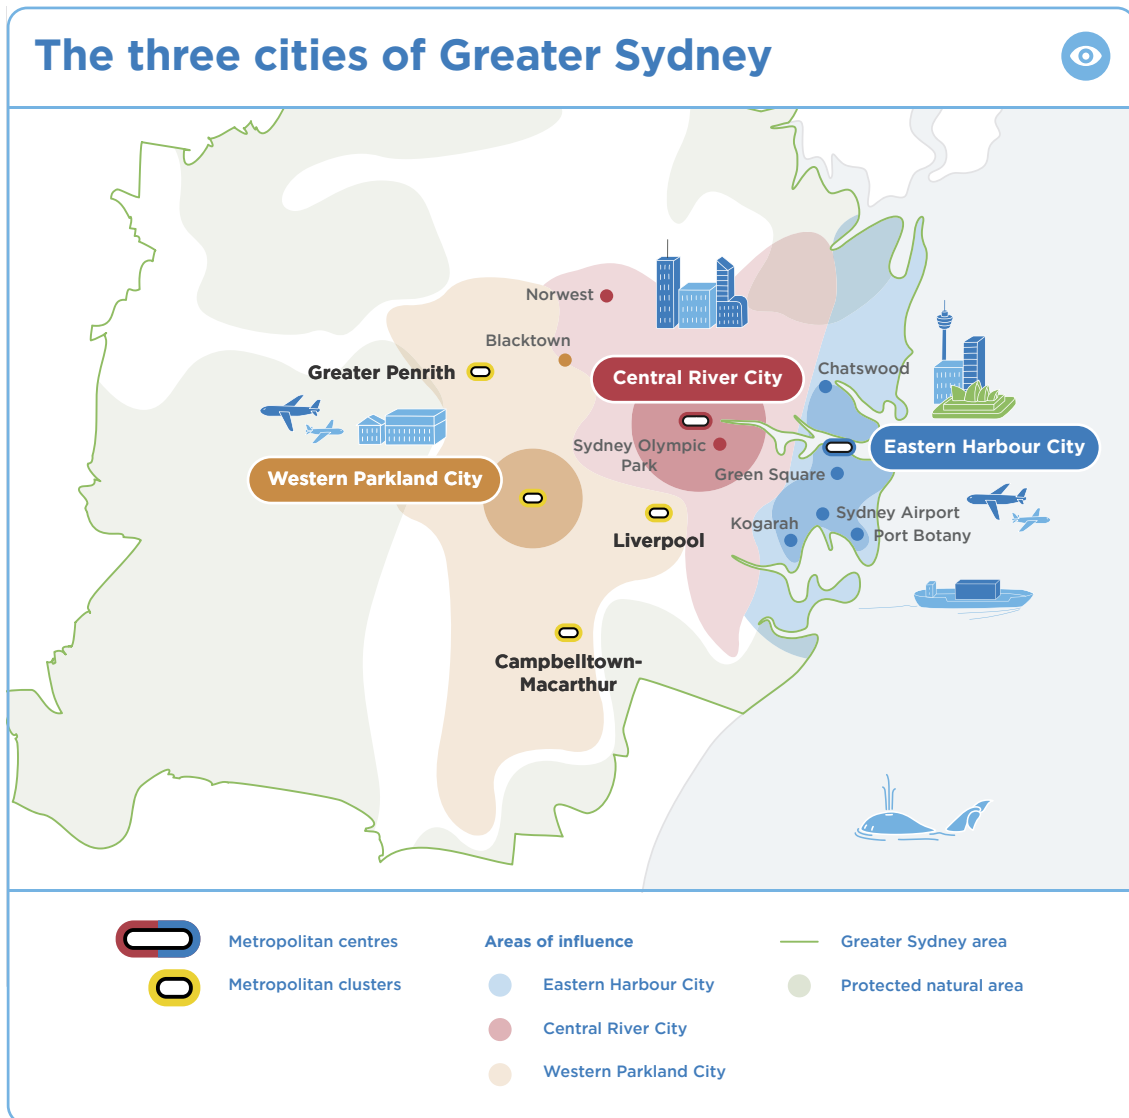 The three cities of Greater Sydney
Norwest
Blacktown
Greater Penrith
Central River City
Chatswood
Sydney Olympic
Park
Eastern Harbour City
Western Parkland City
Green Square
Liverpool
Kogarah
Sydney Airport
Port Botany
Campbelltown-
Macarthur
Metropolitan centres
Metropolitan clusters
Areas of influence
Eastern Harbour City
Central River City
Western Parkland City
Greater Sydney area
Protected natural area